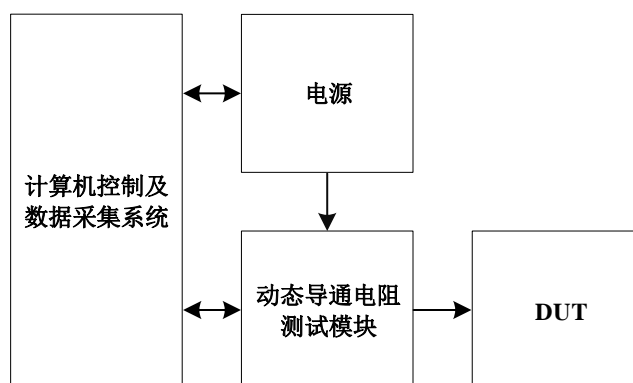 电源
计算机控制及
数据采集系统
动态导通电阻
测试模块
DUT